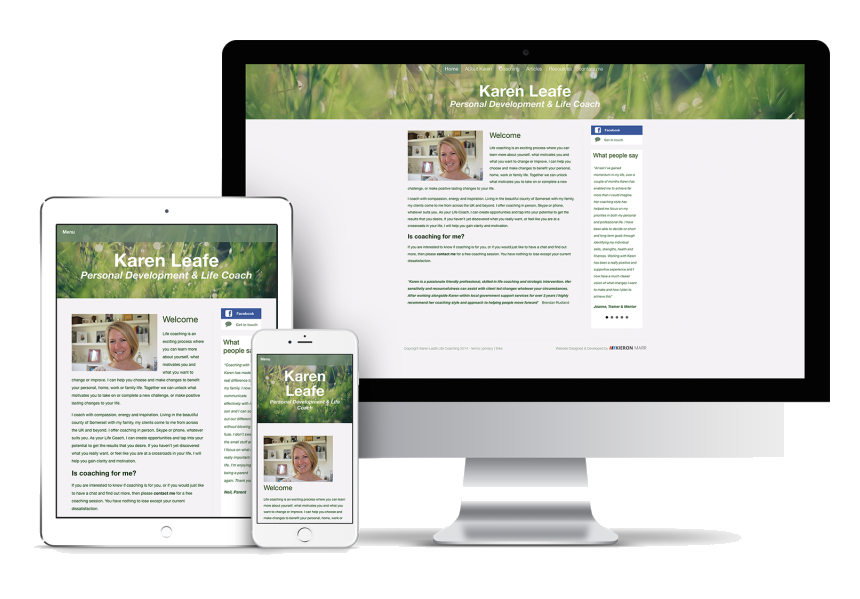 Home About Karen Coaching Articles Resources Contact me
Karen Leafe
Personal Development & Life Coach
Welcome
Life coaching is an exciting process where you can
learn more about yourself, what motivates you and
what you want to change or improve. I can help you
choose and make changes to benefit your personal,
home, work or family life. Together we can unlock
what motivates you to take on or complete a new
challenge, or make positive lasting changes to your life.
I coach with compassion, energy and inspiration. Living in the beautiful county of Somerset with my family,
my clients come to me from across the UK and beyond. I offer coaching in person, Skype or phone,
whatever suits you. As your Life Coach, I can create opportunities and tap into your potential to get the
results that you desire. If you haven't yet discovered what you really want, or feel like you are at a
crossroads in your life, I will help you gain clarity and motivation.
Is coaching for me?
If you are interested to know if coaching is for you, or if you would just like to have a chat and find out
more, then please contact me for a free coaching session. You have nothing to lose except your current
dissatisfaction.
"Karen is a passionate friendly professional, skilled in life coaching and strategic intervention. Her
sensitivity and resourcefulness can assist with client led changes whatever your circumstances.
After working alongside Karen within local government support services for over 2 years I highly
recommend her coaching style and approach to helping people move forward"
Facebook
Get in touch
What people say
momentum in my life, over a
couple of months Karen has
enabled me to achieve far
more than I could imagine.
Her coaching style has
helped me focus on my
priorities in both my personal
and professional life. I have
been able to decide on short
and long term goals through
identifying my individual
skills, strengths, health and
finances. Working with Karen
has been a really positive and
supportive experience and I
now have a much clearer
vision of what changes I want
to make and how I plan to
achieve this"
Joanne, Trainer & Mentor
Copyright Karen Leafe Life Coaching 2014
Website Designed & Developed by KIERON MARR
Menu
Karen Leafe
Personal Development & Life Coach
Welcome
Life coaching is an
exciting process where
you can learn more
about yourself, what
motivates you and
what you want to
change or improve. I can help you choose and make changes to benefit
your personal, home, work or family life. Together we can unlock what
motivates you to take on or complete a new challenge, or make positive
lasting changes to your life.
I coach with compassion, energy and inspiration. Living in the beautiful
county of Somerset with my family, my clients come to me from across
the UK and beyond. I offer coaching in person, Skype or phone, whatever
suits you. As your Life Coach, I can create opportunities and tap into your
potential to get the results that you desire. If you haven't yet discovered
what you really want, or feel like you are at a crossroads in your life, I will
help you gain clarity and motivation.
Is coaching for me?
If you are interested to know if coaching is for you, or if you would just like
to have a chat and find out more, then please contact me for a free
coaching session. You have nothing to lose except your current
dissatisfaction.
Facebook
Get in touch
What
people say
"Coaching with
Karen has made
real difference
my family. I now
communicate
effectively with
son and I can
out our different
without blowing
fuse. I don't
the small stuff
I focus on what
really important
life. I'm enjoying
being a parent
again. Thank you
Neil, Parent
Menu
Karen
Leafe
Personal Development & Life
Coach
Welcome
Life coaching is an exciting process where you can learn
more about yourself, what motivates you and what you
want to change or improve. I can help you choose and
make changes to benefit your personal, home, work or